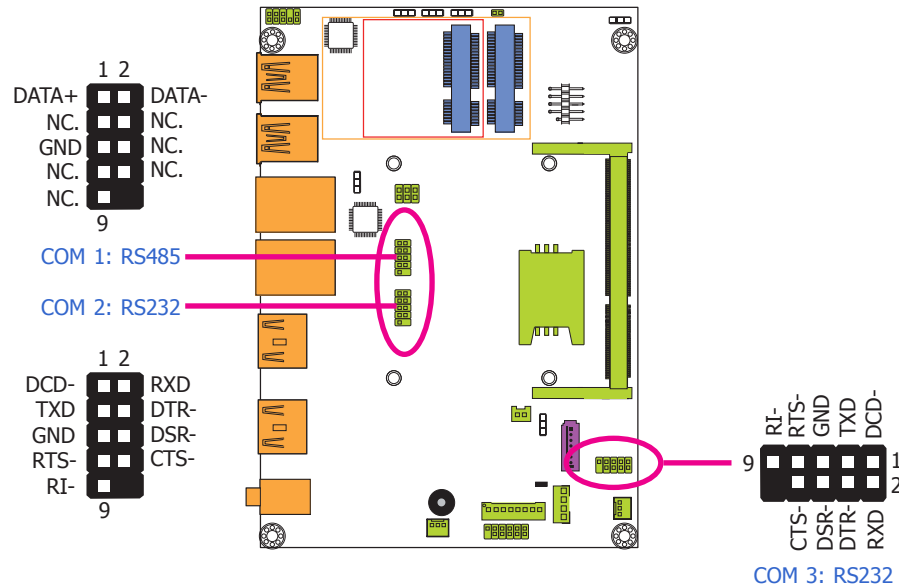 1 2
DATA+ DATA-
NC. NC.
GND NC.
NC. NC.
NC.
9
COM 1: RS485
COM 2: RS232
1 2
DCD- RXD
TXD DTR-
GND DSR-
RTS- CTS-
RI-
9
RI- RTS- GND TXD DCD-
9 1
2
CTS- DSR- DTR- RXD
COM 3: RS232